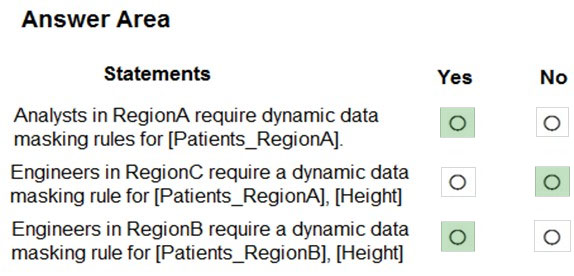 Answer Area
Statements Yes No
Analysts in RegionA require dynamic data
masking rules for [Patients_RegionA].
Engineers in RegionC require a dynamic data
masking rule for [Patients_RegionA], [Height]
Engineers in RegionB require a dynamic data
masking rule for [Patients_RegionB], [Height]